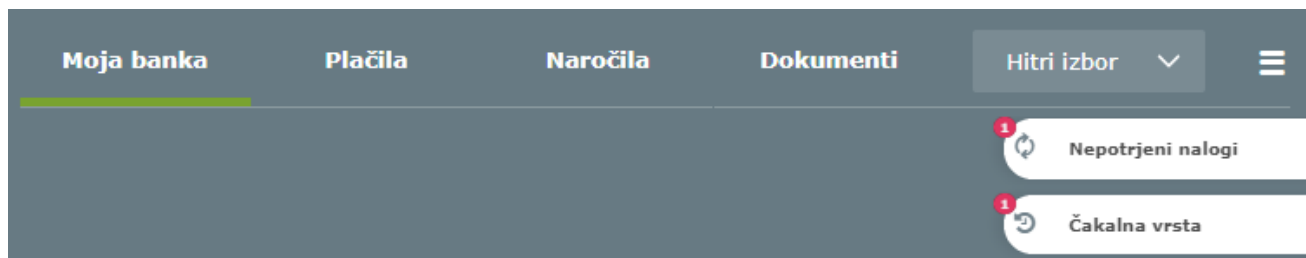 Moja banka Plačila Naročila Dokumenti Hitri izbor
1
Nepotrjeni nalogi
1
Čakalna vrsta